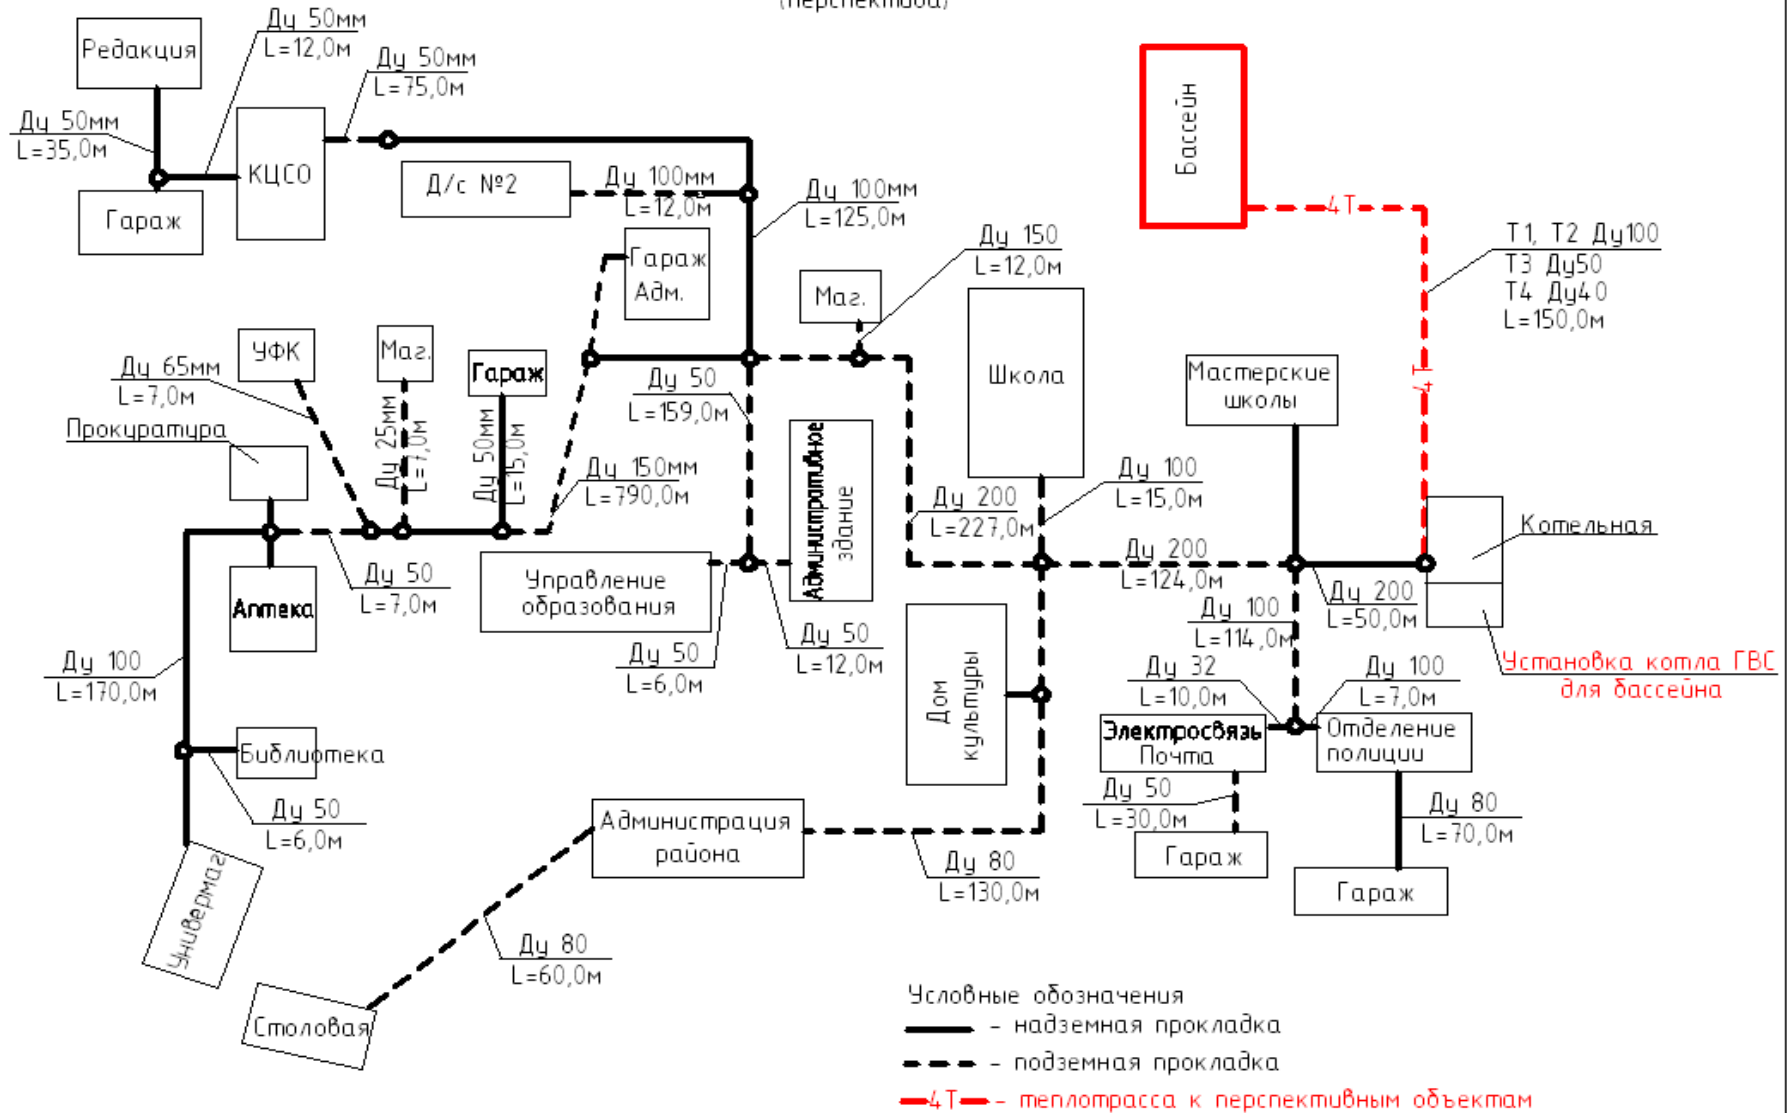 (перспектива)
Ду 50мм
L=12,0м
Редакция
Ду 50мм
L=75,0м
Ду 50мм
L=35,0м
КЦСО
Гараж
Д/с №2
Ду 100мм
L=12,0м
Ду 100мм
L=125,0м
Гараж
Адм.
Маг.
Ду 150
L=12,0м
Бассейн
4Т
Т1, Т2 Ду100
Т3 Ду50
Т4 Ду40
L=150,0м
4Т
УФК
Маг.
Гараж
Ду 65мм
L=7,0м
Прокуратура
Ду 25мм
L=7,0м
Ду 50мм
L=15,0м
Ду 50
L=159,0м
Школа
Мастерские
школы
Ду 150мм
L=790,0м
Административное
здание
Ду 200
L=227,0м
Ду 100
L=15,0м
Котельная
Ду 200
L=124,0м
Ду 200
L=50,0м
Аптека
Ду 50
L=7,0м
Управление
образования
Ду 50
L=6,0м
Ду 50
L=12,0м
Ду 100
L=114,0м
Ду 100
L=170,0м
Дом
культуры
Ду 32
L=10,0м
Ду 100
L=7,0м
Установка котла ГВС
для бассейна
Электросвязь
Почта
Отделение
полиции
Библиотека
Ду 50
L=6,0м
Ду 50
L=30,0м
Ду 80
L=70,0м
Администрация
района
Ду 80
L=130,0м
Гараж
Гараж
Универмаг
Ду 80
L=60,0м
Столовая
Условные обозначения
- надземная прокладка
- подземная прокладка
4Т - теплотрасса к перспективным объектам